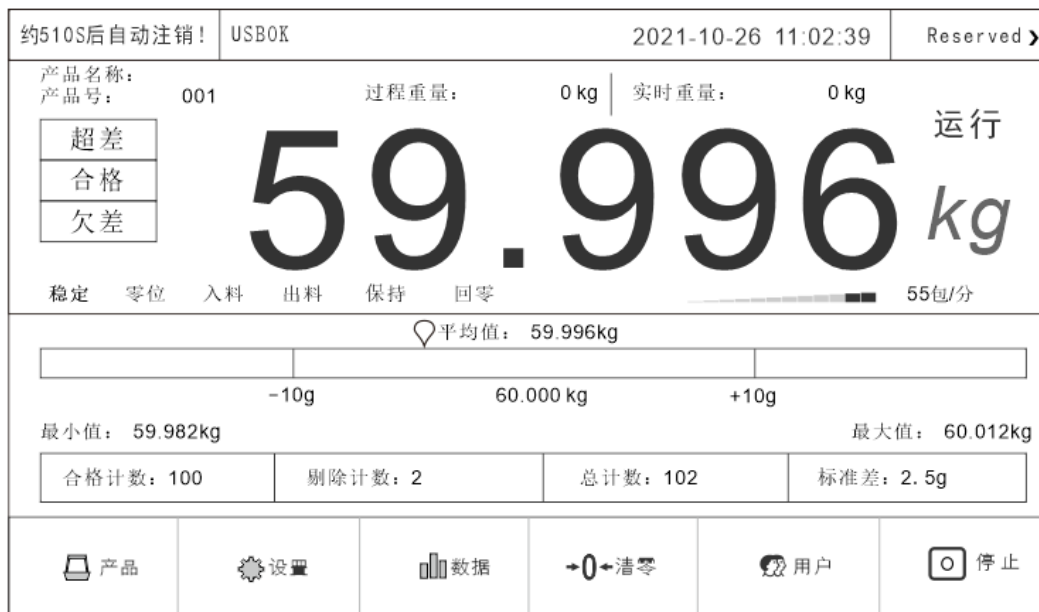 约510S后自动注销! USBOK 2021-10-26 11:02:39 Reserved ❯
产品名称:
产品号: 001 过程重量: 0 kg 实时重量: 0 kg
运行
超差
合格
欠差
59.996 kg
稳定 零位 入料 出料 保持 回零 55包/分
平均值: 59.996kg
-10g 60.000 kg +10g
最小值: 59.982kg 最大值: 60.012kg
合格计数: 100 剔除计数: 2 总计数: 102 标准差: 2.5g
产品 设置 数据 →0←清零 用户 停止